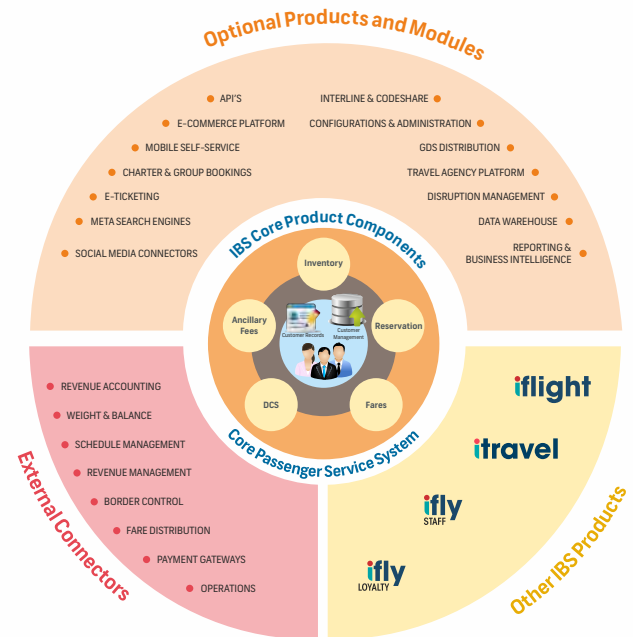 Optional Products and Modules
API'S
E-COMMERCE PLATFORM
MOBILE SELF-SERVICE
CHARTER & GROUP BOOKINGS
E-TICKETING
META SEARCH ENGINES
SOCIAL MEDIA CONNECTORS
INTERLINE & CODESHARE
CONFIGURATIONS & ADMINISTRATION
GDS DISTRIBUTION
TRAVEL AGENCY PLATFORM
DISRUPTION MANAGEMENT
DATA WAREHOUSE
REPORTING &
BUSINESS INTELLIGENCE
IBS Core Product Components
Inventory
Ancillary
Fees
Reservation
Customer Records
Customer
Management
DCS
Fares
Core Passenger Service System
External Connectors
REVENUE ACCOUNTING
WEIGHT & BALANCE
SCHEDULE MANAGEMENT
REVENUE MANAGEMENT
BORDER CONTROL
FARE DISTRIBUTION
PAYMENT GATEWAYS
OPERATIONS
iflight
itravel
ifly
STAFF
ifly
LOYALTY
Other IBS Products